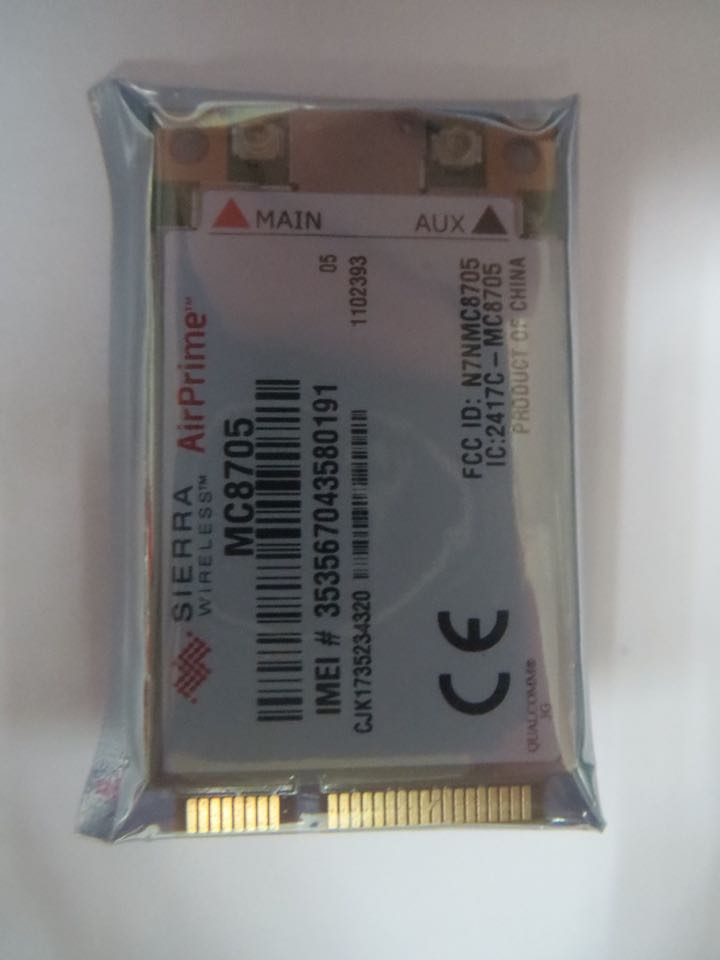 MAIN
AUX
SIERRA
WIRELESS™
AirPrime™
MC8705
IMEI # 353567043580191
CJK1735234320
05
1102393
FCC ID: N7NMC8705
IC:2417C-MC8705
PRODUCT OF CHINA
CE
QUALCOMM®
3G